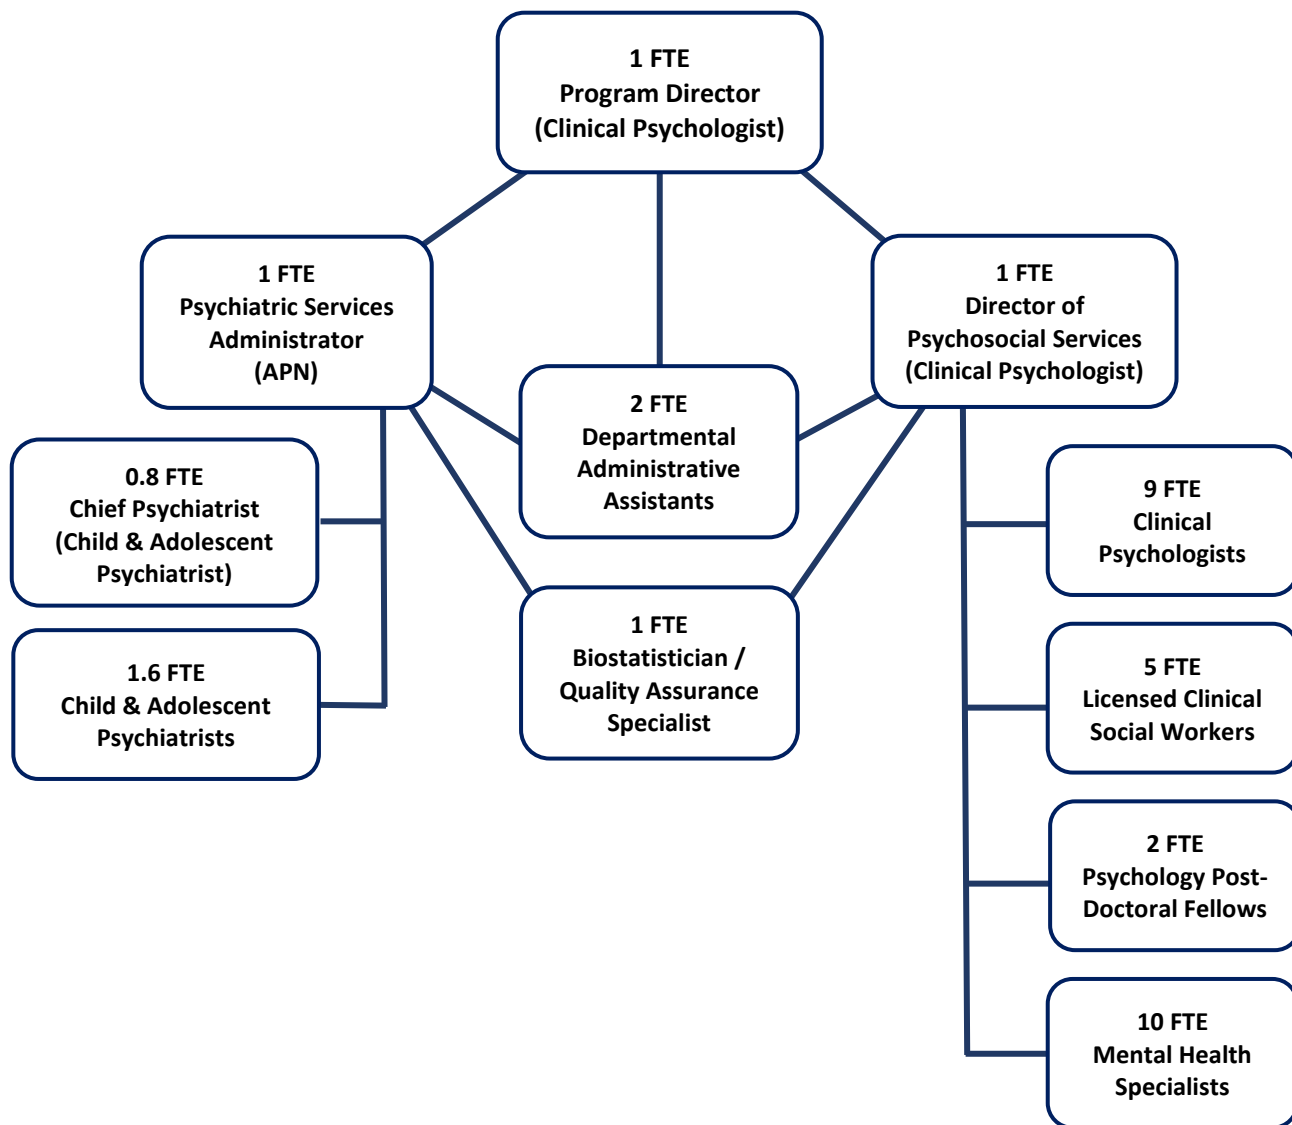 1 FTE
Program Director
(Clinical Psychologist)
1 FTE
Psychiatric Services
Administrator
(APN)
1 FTE
Director of
Psychosocial Services
(Clinical Psychologist)
2 FTE
Departmental
Administrative
Assistants
0.8 FTE
Chief Psychiatrist
(Child & Adolescent
Psychiatrist)
9 FTE
Clinical
Psychologists
1 FTE
Biostatistician /
Quality Assurance
Specialist
1.6 FTE
Child & Adolescent
Psychiatrists
5 FTE
Licensed Clinical
Social Workers
2 FTE
Psychology Post-
Doctoral Fellows
10 FTE
Mental Health
Specialists